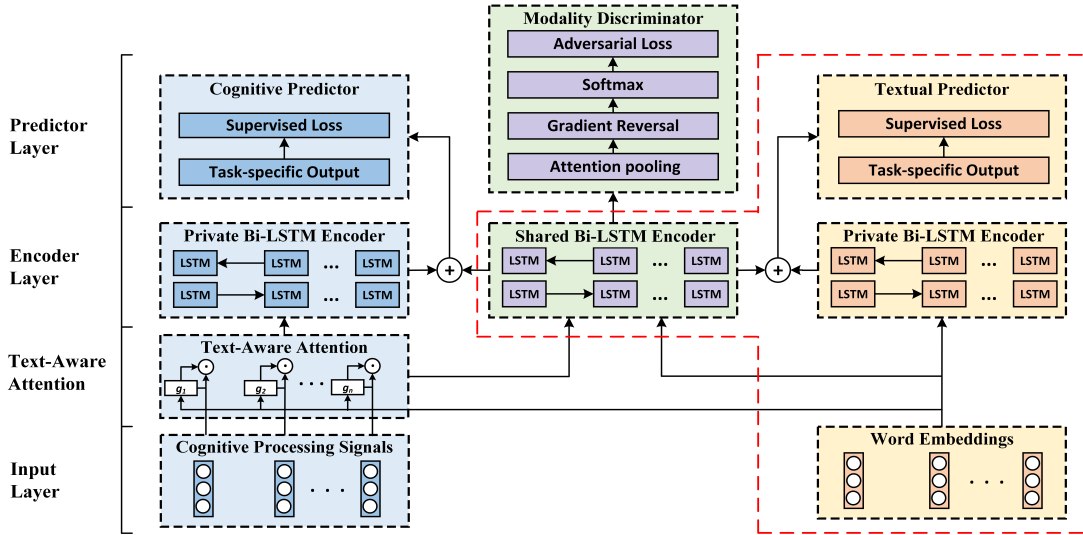 Modality Discriminator
Adversarial Loss
Softmax
Gradient Reversal
Attention pooling
Predictor
Layer
Cognitive Predictor
Supervised Loss
Task-specific Output
Textual Predictor
Supervised Loss
Task-specific Output
Encoder
Layer
Private Bi-LSTM Encoder
LSTM LSTM ... LSTM
LSTM LSTM ... LSTM
+
Shared Bi-LSTM Encoder
LSTM LSTM ... LSTM
LSTM LSTM ... LSTM
+
Private Bi-LSTM Encoder
LSTM LSTM ... LSTM
LSTM LSTM ... LSTM
Text-Aware
Attention
Text-Aware Attention
g1 g2 . . . gn
Input
Layer
Cognitive Processing Signals
. . .
Word Embeddings
. . .